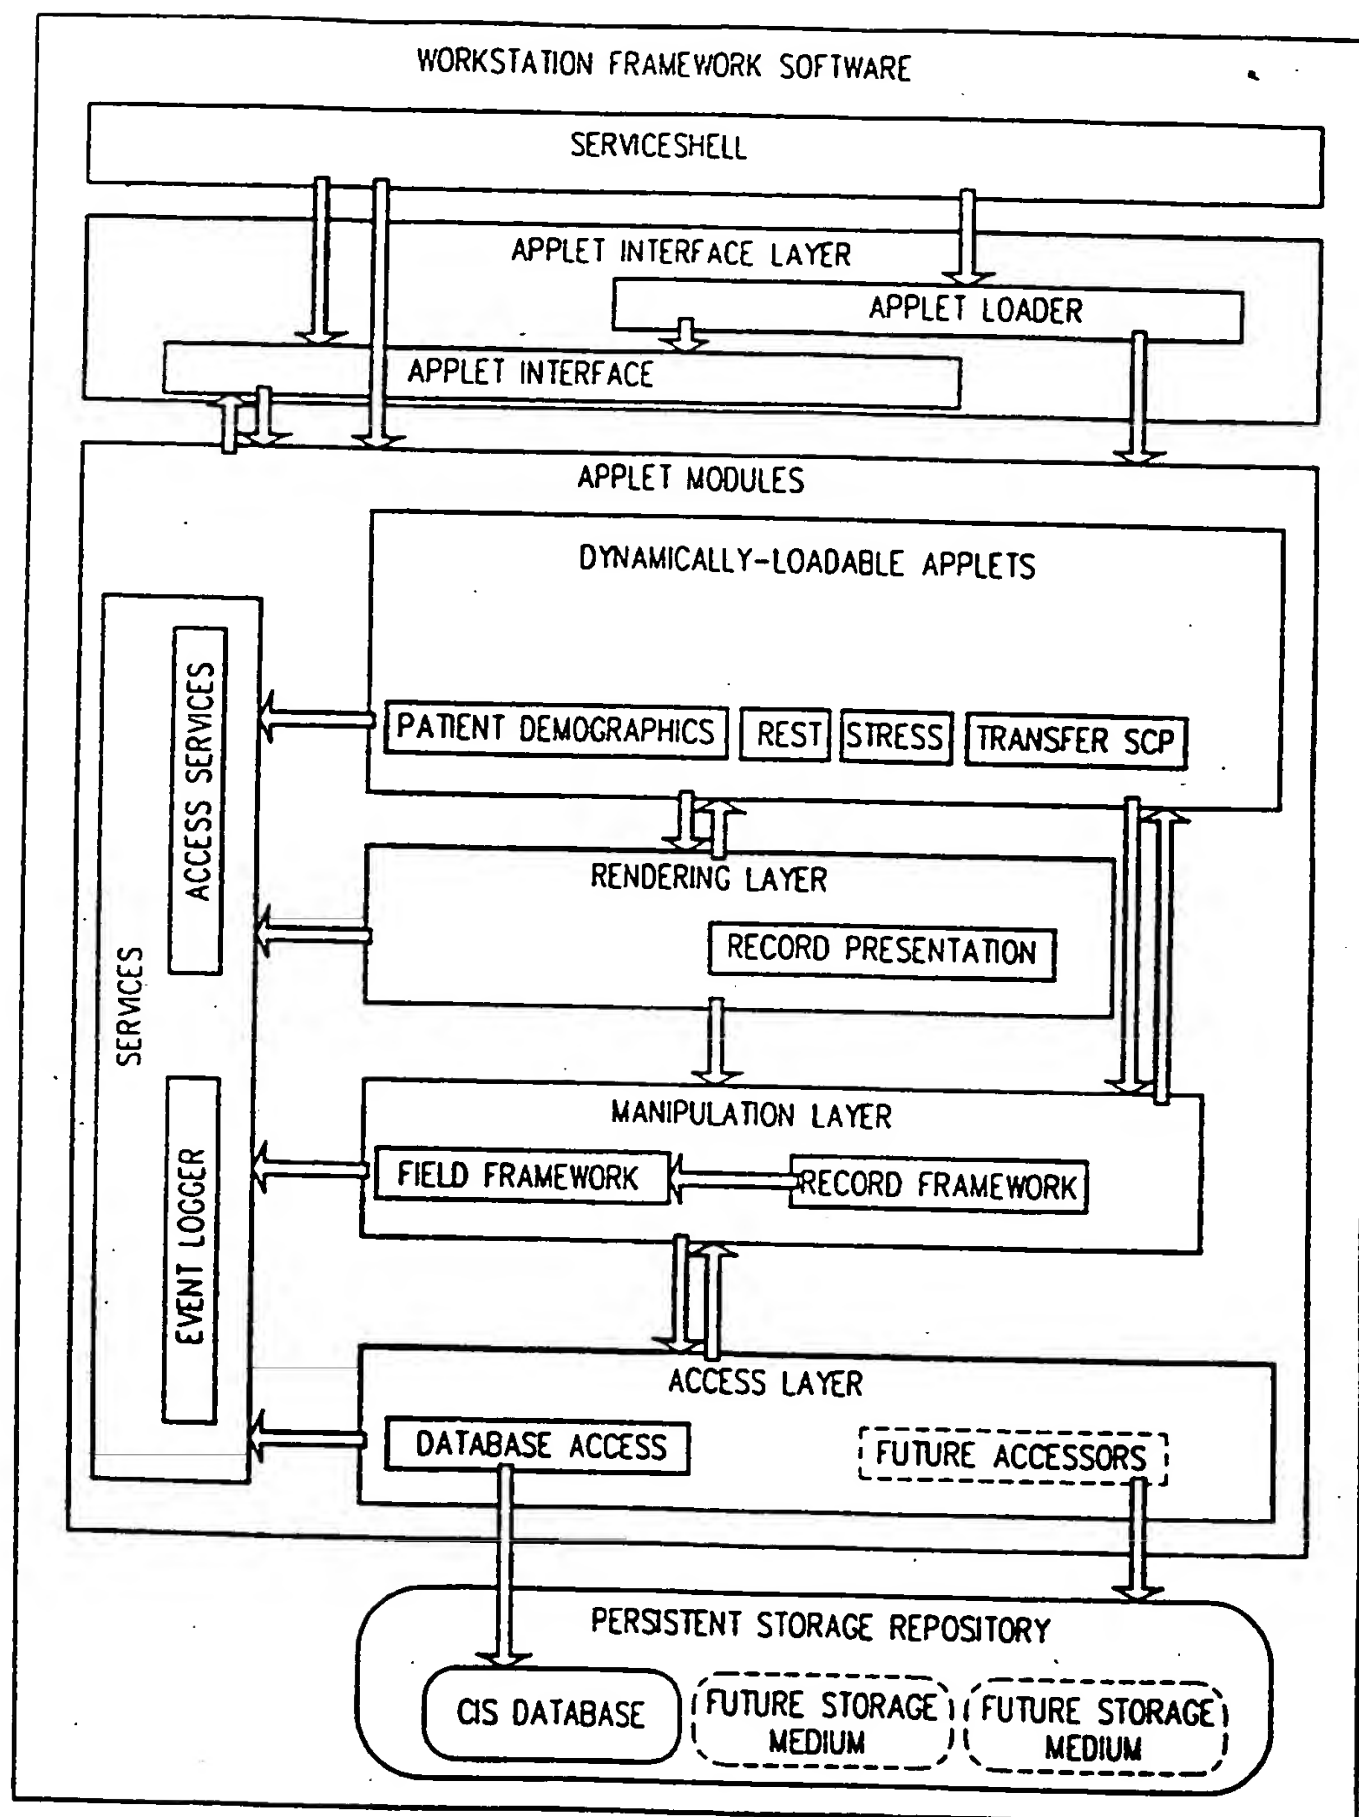 WORKSTATION FRAMEWORK SOFTWARE
SERVICESHELL
APPLET INTERFACE LAYER
APPLET LOADER
APPLET INTERFACE
APPLET MODULES
DYNAMICALLY-LOADABLE APPLETS
PATIENT DEMOGRAPHICS
REST
STRESS
TRANSFER SCP
ACCESS SERVICES
RENDERING LAYER
RECORD PRESENTATION
SERVICES
MANIPULATION LAYER
FIELD FRAMEWORK
RECORD FRAMEWORK
EVENT LOGGER
ACCESS LAYER
DATABASE ACCESS
FUTURE ACCESSORS
PERSISTENT STORAGE REPOSITORY
CIS DATABASE
FUTURE STORAGE
MEDIUM
FUTURE STORAGE
MEDIUM